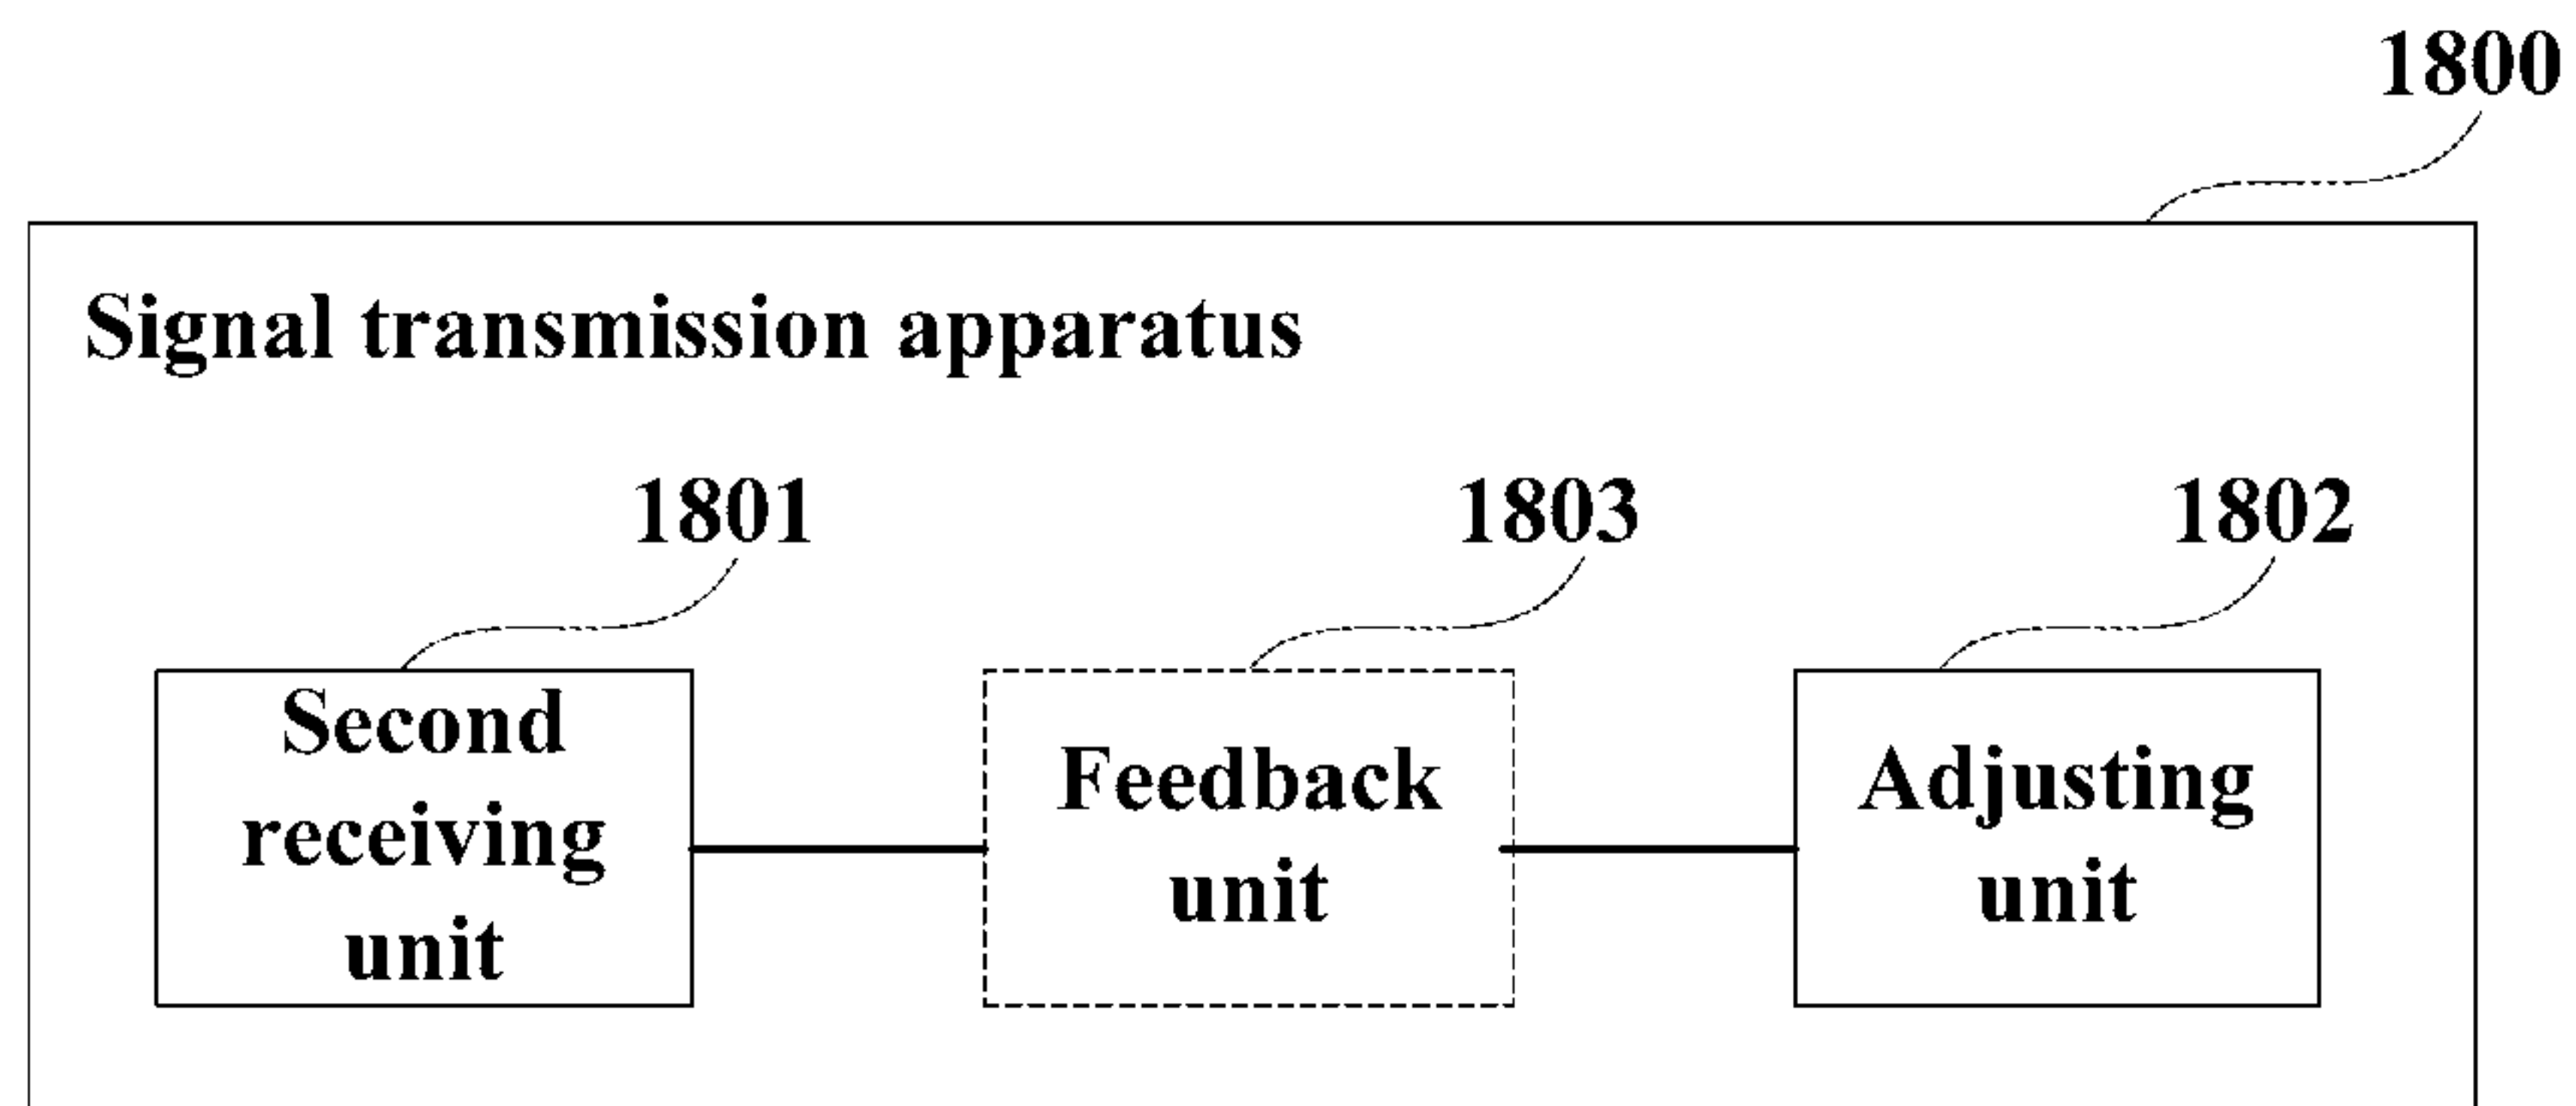 1800
Signal transmission apparatus
1801
1803
1802
Second
receiving
unit
Feedback
unit
Adjusting
unit